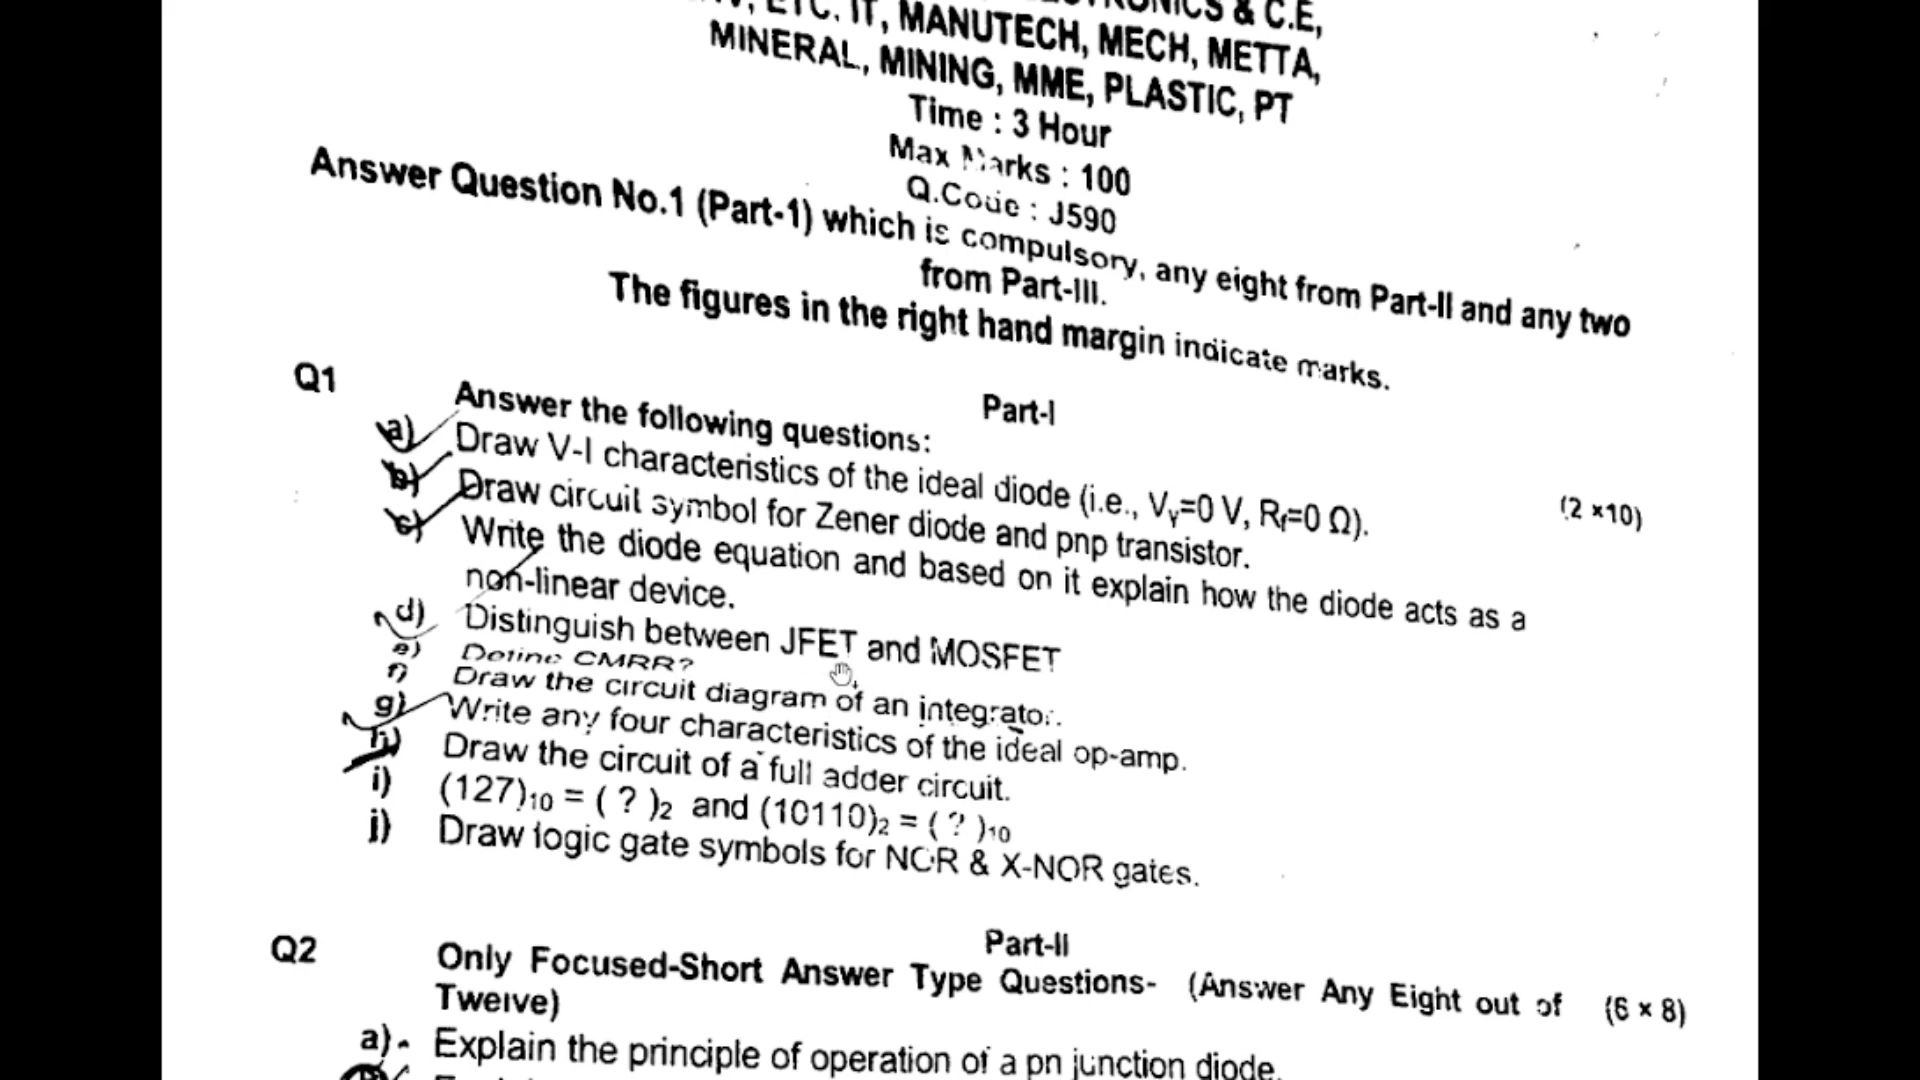 & C.E,
ETC. IT, MANUTECH, MECH, METTA,
MINERAL, MINING, MME, PLASTIC, PT
Time : 3 Hour
Max Marks : 100
Q.Code : J590
Answer Question No.1 (Part-1) which is compulsory, any eight from Part-II and any two
from Part-III.
The figures in the right hand margin indicate marks.
Part-I
Q1 Answer the following questions: (2 ×10)
a) Draw V-I characteristics of the ideal diode (i.e., Vγ=0 V, Rf=0 Ω).
b) Draw circuit symbol for Zener diode and pnp transistor.
c) Write the diode equation and based on it explain how the diode acts as a
non-linear device.
d) Distinguish between JFET and MOSFET
e) Define CMRR?
f) Draw the circuit diagram of an integrator.
g) Write any four characteristics of the ideal op-amp.
h) Draw the circuit of a full adder circuit.
i) (127)₁₀ = ( ? )₂ and (10110)₂ = ( ? )₁₀
j) Draw logic gate symbols for NOR & X-NOR gates.
Part-II
Q2 Only Focused-Short Answer Type Questions- (Answer Any Eight out of (6 × 8)
Twelve)
a) Explain the principle of operation of a pn junction diode.